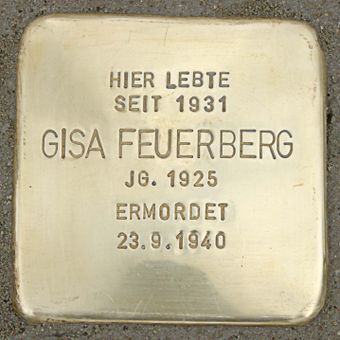 HIER LEBTE
SEIT 1931
GISA FEUERBERG
JG. 1925
ERMORDET
23.9.1940